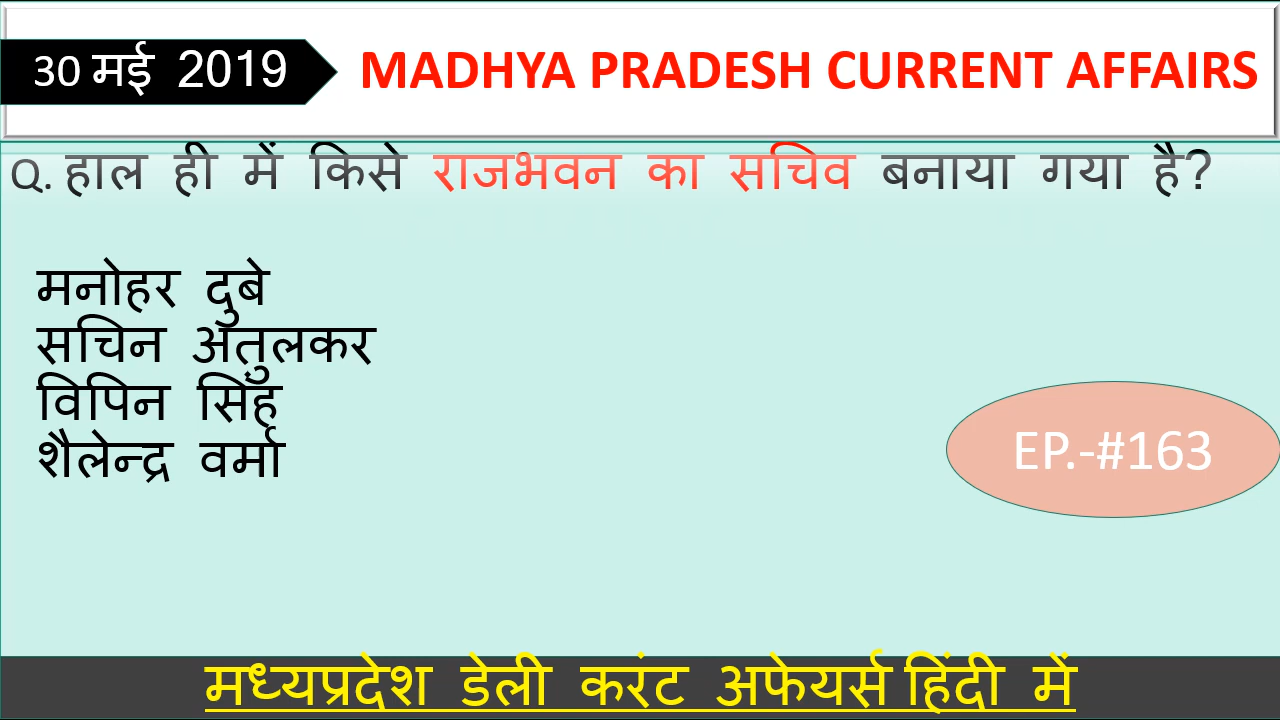 30 मई 2019
MADHYA PRADESH CURRENT AFFAIRS
Q. हाल ही में किसे राजभवन का सचिव बनाया गया है?
मनोहर दुबे
सचिन अतुलकर
विपिन सिंह
शैलेन्द्र वर्मा
EP.-#163
मध्यप्रदेश डेली करंट अफेयर्स हिंदी में